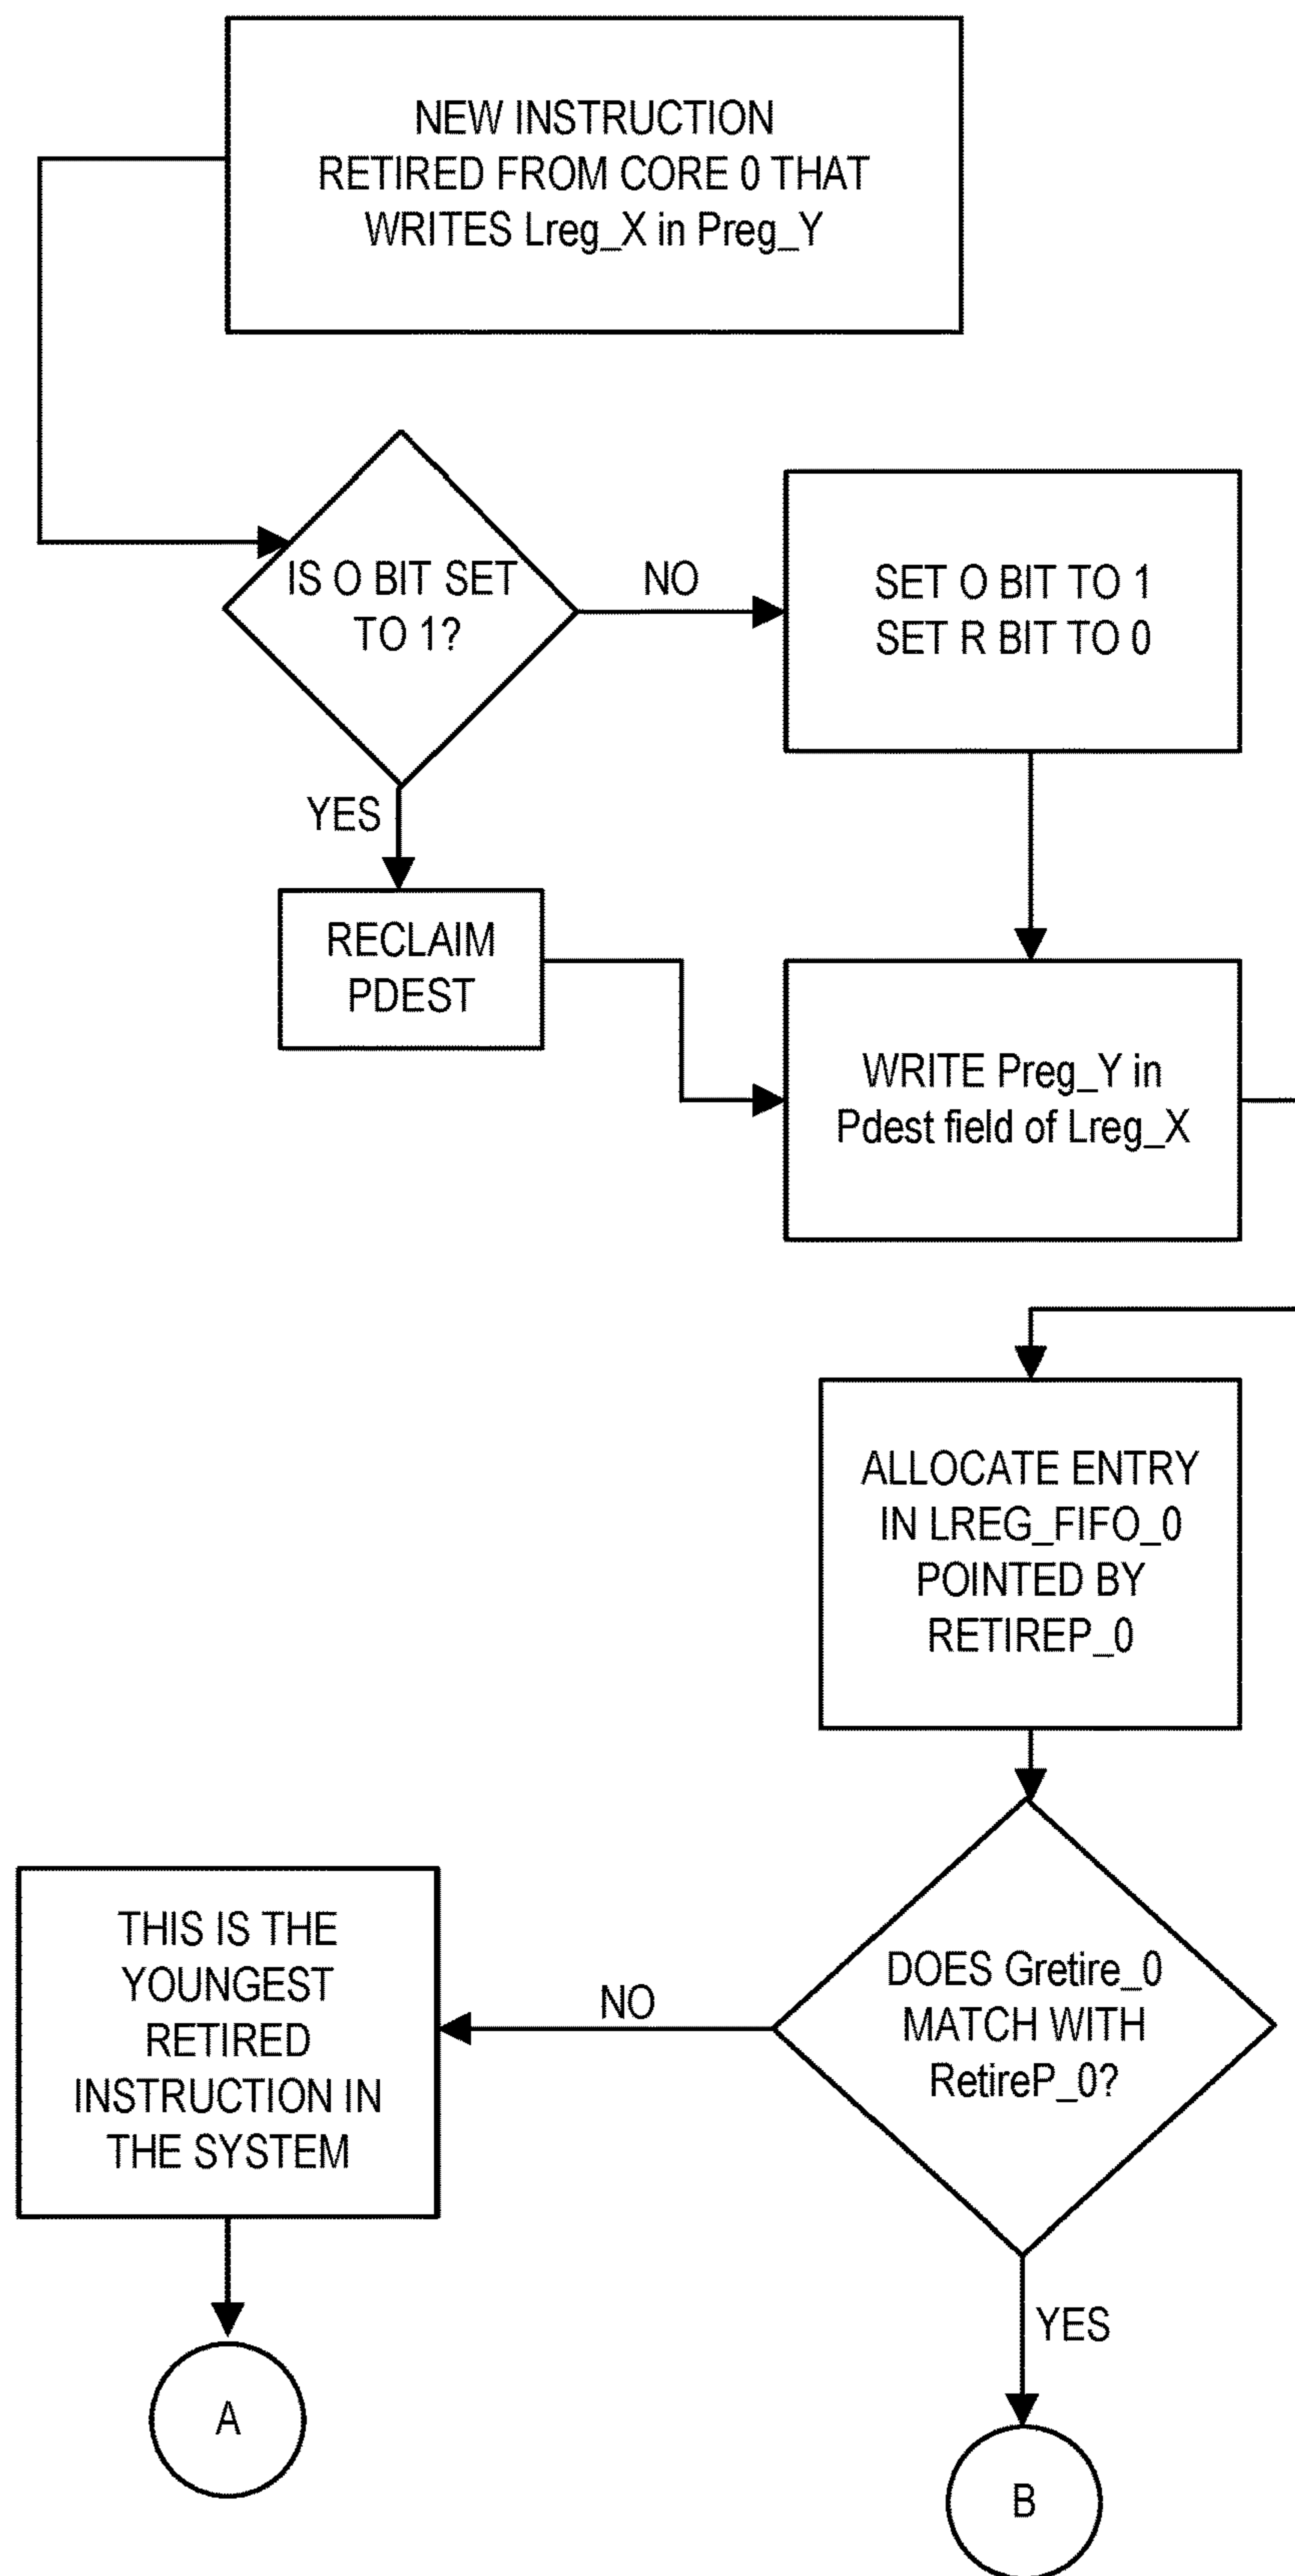 NEW INSTRUCTION
RETIRED FROM CORE 0 THAT
WRITES Lreg_X in Preg_Y
IS O BIT SET
TO 1?
NO
SET O BIT TO 1
SET R BIT TO 0
YES
RECLAIM
PDEST
WRITE Preg_Y in
Pdest field of Lreg_X
ALLOCATE ENTRY
IN LREG_FIFO_0
POINTED BY
RETIREP_0
DOES Gretire_0
MATCH WITH
RetireP_0?
NO
THIS IS THE
YOUNGEST
RETIRED
INSTRUCTION IN
THE SYSTEM
YES
A
B